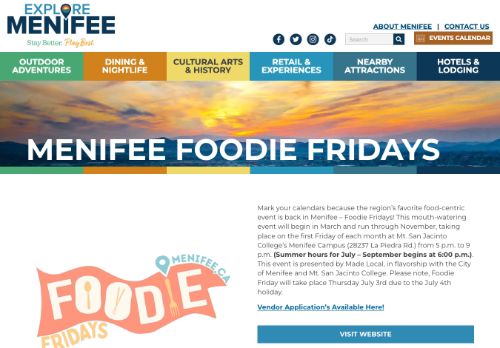 EXPLORE
MENIFEE
Stay Better. Play Best.
ABOUT MENIFEE | CONTACT US
Search
EVENTS CALENDAR
OUTDOOR ADVENTURES
DINING & NIGHTLIFE
CULTURAL ARTS & HISTORY
RETAIL & EXPERIENCES
NEARBY ATTRACTIONS
HOTELS & LODGING
MENIFEE FOODIE FRIDAYS
MENIFEE, CA
FOODIE
FRIDAYS
Mark your calendars because the region's favorite food-centric
event is back in Menifee – Foodie Fridays! This mouth-watering
event will begin in March and run through November, taking
place on the first Friday of each month at Mt. San Jacinto
College's Menifee Campus (28237 La Piedra Rd.) from 5 p.m. to 9
p.m. (Summer hours for July – September begins at 6:00 p.m.).
This event is presented by Made Local, in flavorship with the City
of Menifee and Mt. San Jacinto College. Please note, Foodie
Friday will take place Thursday July 3rd due to the July 4th
holiday.
Vendor Application's Available Here!
VISIT WEBSITE